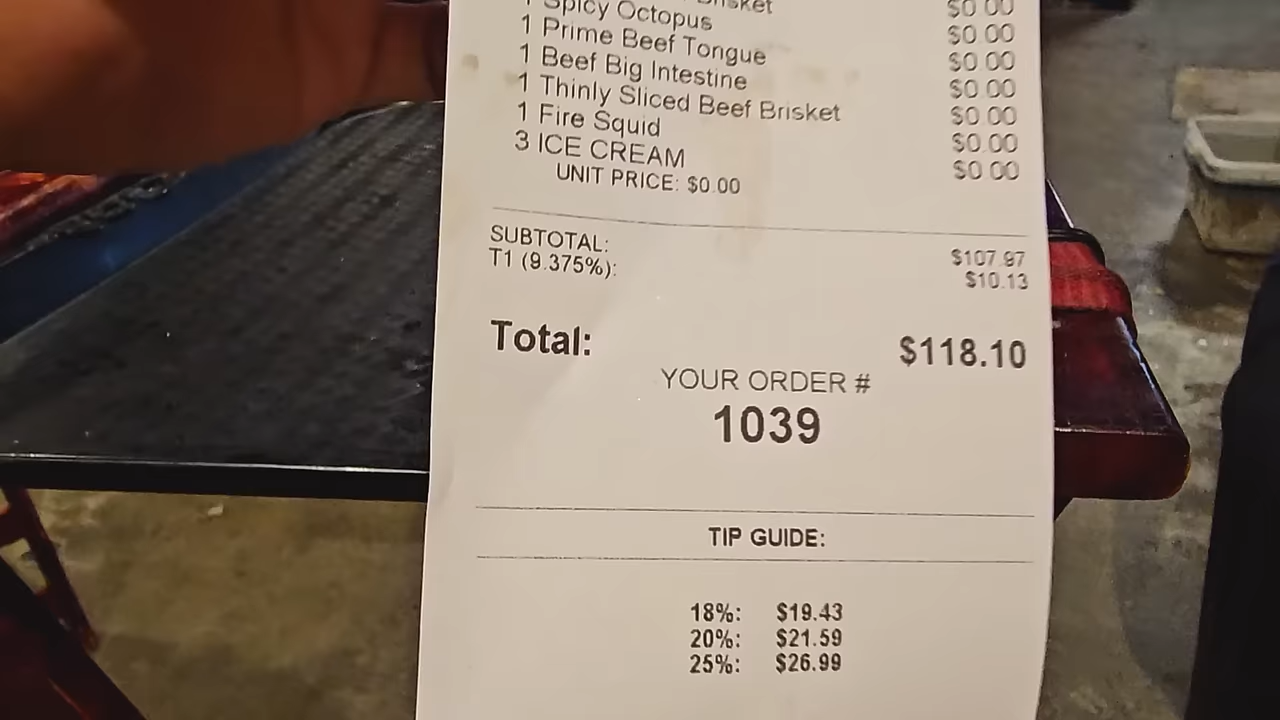 Brisket $0.00
1 Spicy Octopus $0.00
1 Prime Beef Tongue $0.00
1 Beef Big Intestine $0.00
1 Thinly Sliced Beef Brisket $0.00
1 Fire Squid $0.00
3 ICE CREAM $0.00
UNIT PRICE: $0.00
SUBTOTAL: $107.97
T1 (9.375%): $10.13
Total: $118.10
YOUR ORDER #
1039
TIP GUIDE:
18%: $19.43
20%: $21.59
25%: $26.99